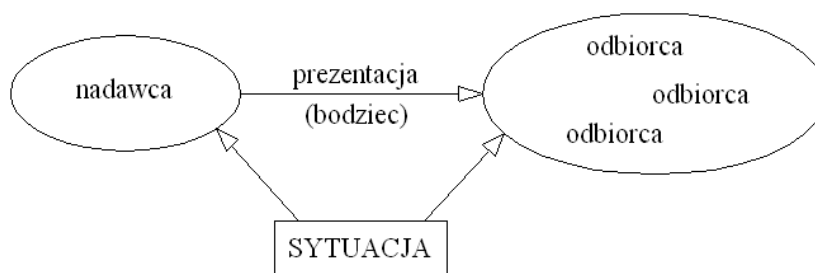 nadawca
prezentacja
(bodziec)
odbiorca
odbiorca
odbiorca
SYTUACJA